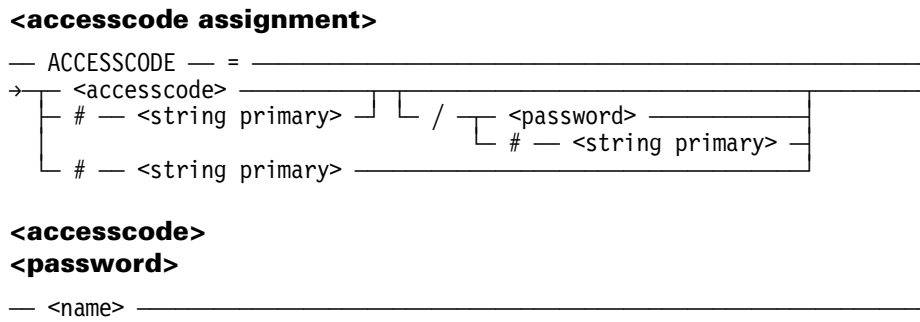 <accesscode assignment>
── ACCESSCODE ── = ──────────────────────────────────────
→─┬─ <accesscode> ─────────┬─┬──────────────────────────┬─
├─ # ── <string primary> ─┘ └─ / ─┬─ <password> ─────────┤
└─ # ── <string primary> ─┤
└─ # ── <string primary> ─────────────────────────────┘
<accesscode>
<password>
── <name> ──────────────────────────────────────